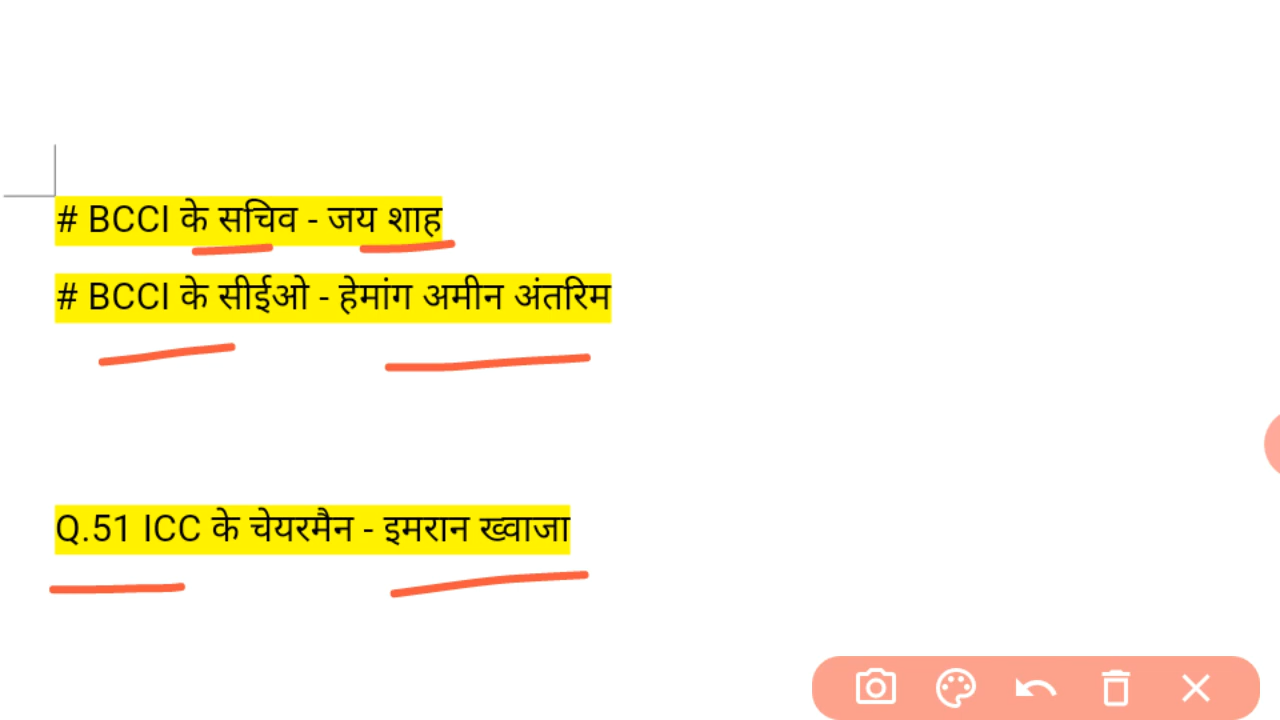 # BCCI के सचिव - जय शाह
# BCCI के सीईओ - हेमांग अमीन अंतरिम
Q.51 ICC के चेयरमैन - इमरान ख्वाजा